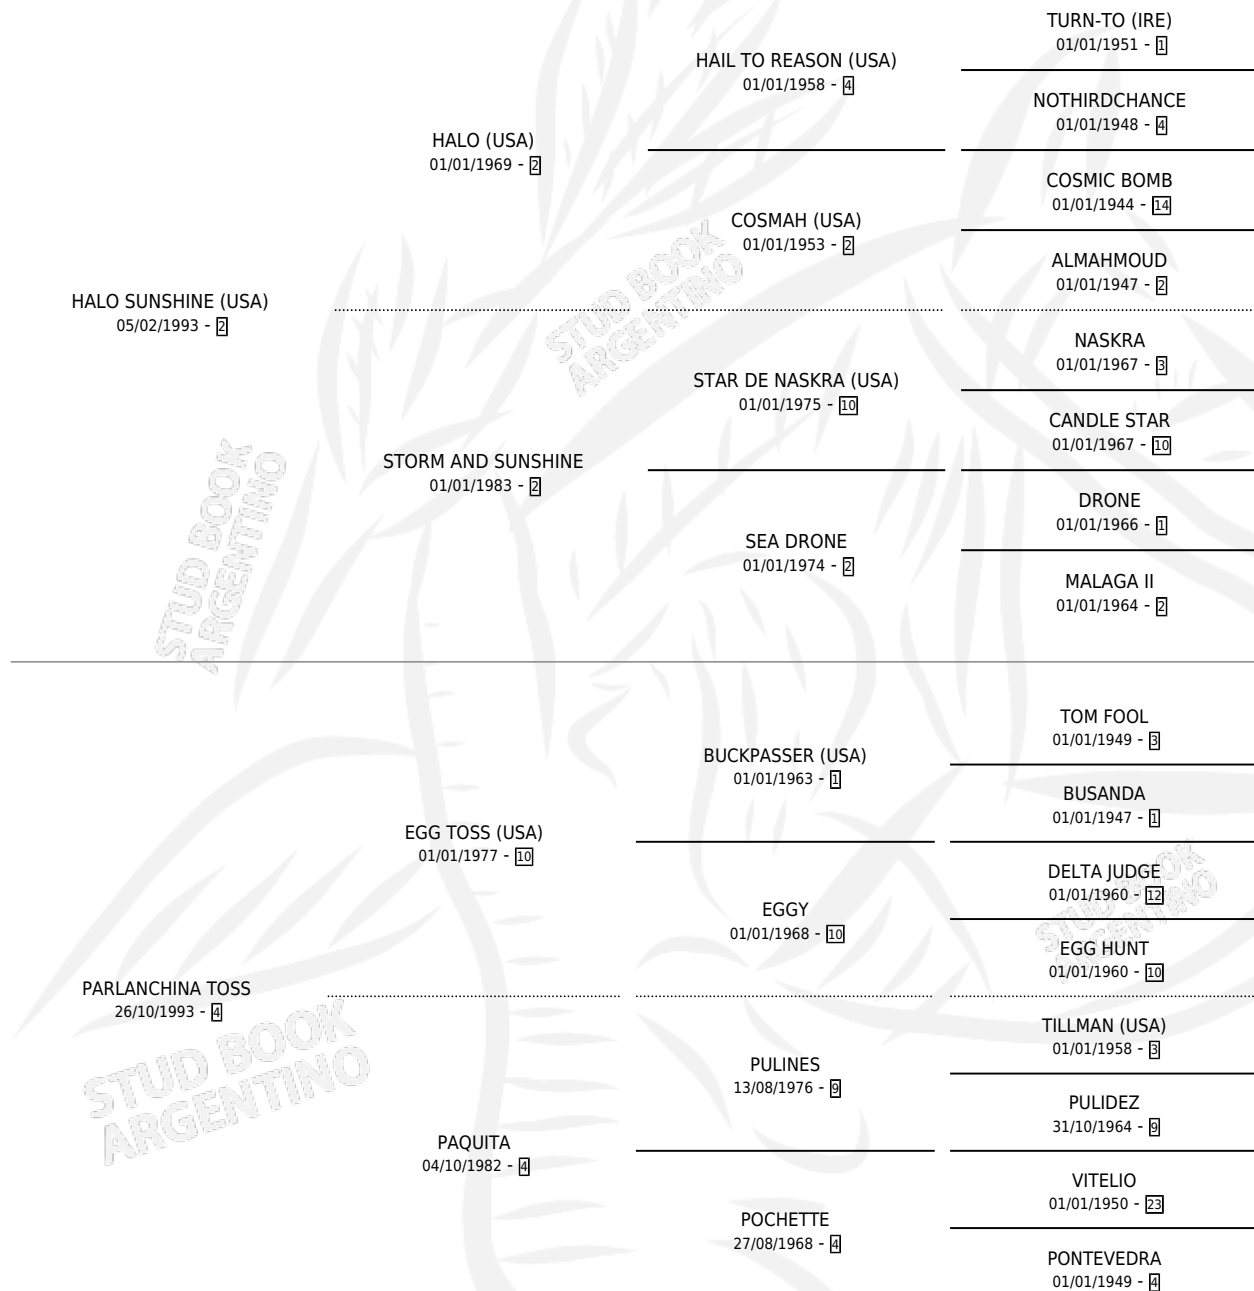 TURN-TO (IRE)
01/01/1951 - 1
HAIL TO REASON (USA)
01/01/1958 - 4
NOTHIRDCHANCE
01/01/1948 - 4
HALO (USA)
01/01/1969 - 2
COSMIC BOMB
01/01/1944 - 14
COSMAH (USA)
01/01/1953 - 2
ALMAHMOUD
01/01/1947 - 2
HALO SUNSHINE (USA)
05/02/1993 - 2
STUD BOOK
ARGENTINO
NASKRA
01/01/1967 - 3
STAR DE NASKRA (USA)
01/01/1975 - 10
CANDLE STAR
01/01/1967 - 10
STORM AND SUNSHINE
01/01/1983 - 2
DRONE
01/01/1966 - 1
SEA DRONE
01/01/1974 - 2
MALAGA II
01/01/1964 - 2
STUD BOOK
ARGENTINO
TOM FOOL
01/01/1949 - 3
BUCKPASSER (USA)
01/01/1963 - 1
BUSANDA
01/01/1947 - 1
EGG TOSS (USA)
01/01/1977 - 10
DELTA JUDGE
01/01/1960 - 12
EGGY
01/01/1968 - 10
EGG HUNT
01/01/1960 - 10
STUD BOOK
ARGENTINO
PARLANCHINA TOSS
26/10/1993 - 4
STUD BOOK
ARGENTINO
TILLMAN (USA)
01/01/1958 - 3
PULINES
13/08/1976 - 9
PULIDEZ
31/10/1964 - 9
PAQUITA
04/10/1982 - 4
VITELIO
01/01/1950 - 23
POCHETTE
27/08/1968 - 4
PONTEVEDRA
01/01/1949 - 4